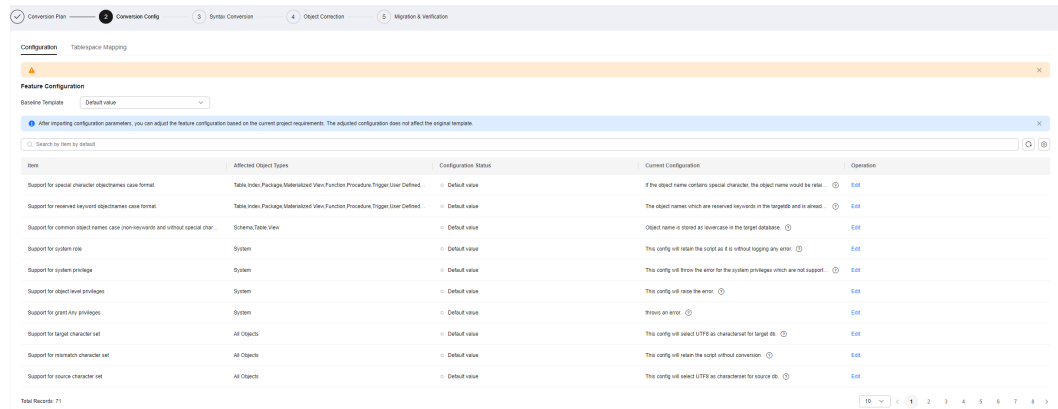 Conversion Plan 2 Conversion Config 3 Syntax Conversion 4 Object Correction 5 Migration & Verification
Configuration Tablespace Mapping
Feature Configuration
Baseline Template Default value
After importing configuration parameters, you can adjust the feature configuration based on the current project requirements. The adjusted configuration does not affect the original template.
Search by item by default
Item Affected Object Types Configuration Status Current Configuration Operation
Support for special character objectnames case format. Table,Index,Package,Materialized View,Function,Procedure,Trigger,User Defined... Default value If the object name contains special character, the object name would be retai... Edit
Support for reserved keyword objectnames case format. Table,Index,Package,Materialized View,Function,Procedure,Trigger,User Defined... Default value The object names which are reserved keywords in the targetdb and is alread... Edit
Support for common object names case (non-keywords and without special char... Schema,Table,View Default value Object name is stored as lowercase in the target database. Edit
Support for system role System Default value This config will retain the script as it is without logging any error. Edit
Support for system privilege System Default value This config will throw the error for the system privileges which are not support... Edit
Support for object level privileges System Default value This config will raise the error. Edit
Support for grant Any privileges System Default value throws an error. Edit
Support for target character set All Objects Default value This config will select UTF8 as characterset for target db. Edit
Support for mismatch character set All Objects Default value This config will retain the script without conversion. Edit
Support for source character set All Objects Default value This config will select UTF8 as characterset for source db. Edit
Total Records: 71 10 < 1 2 3 4 5 6 7 8 >